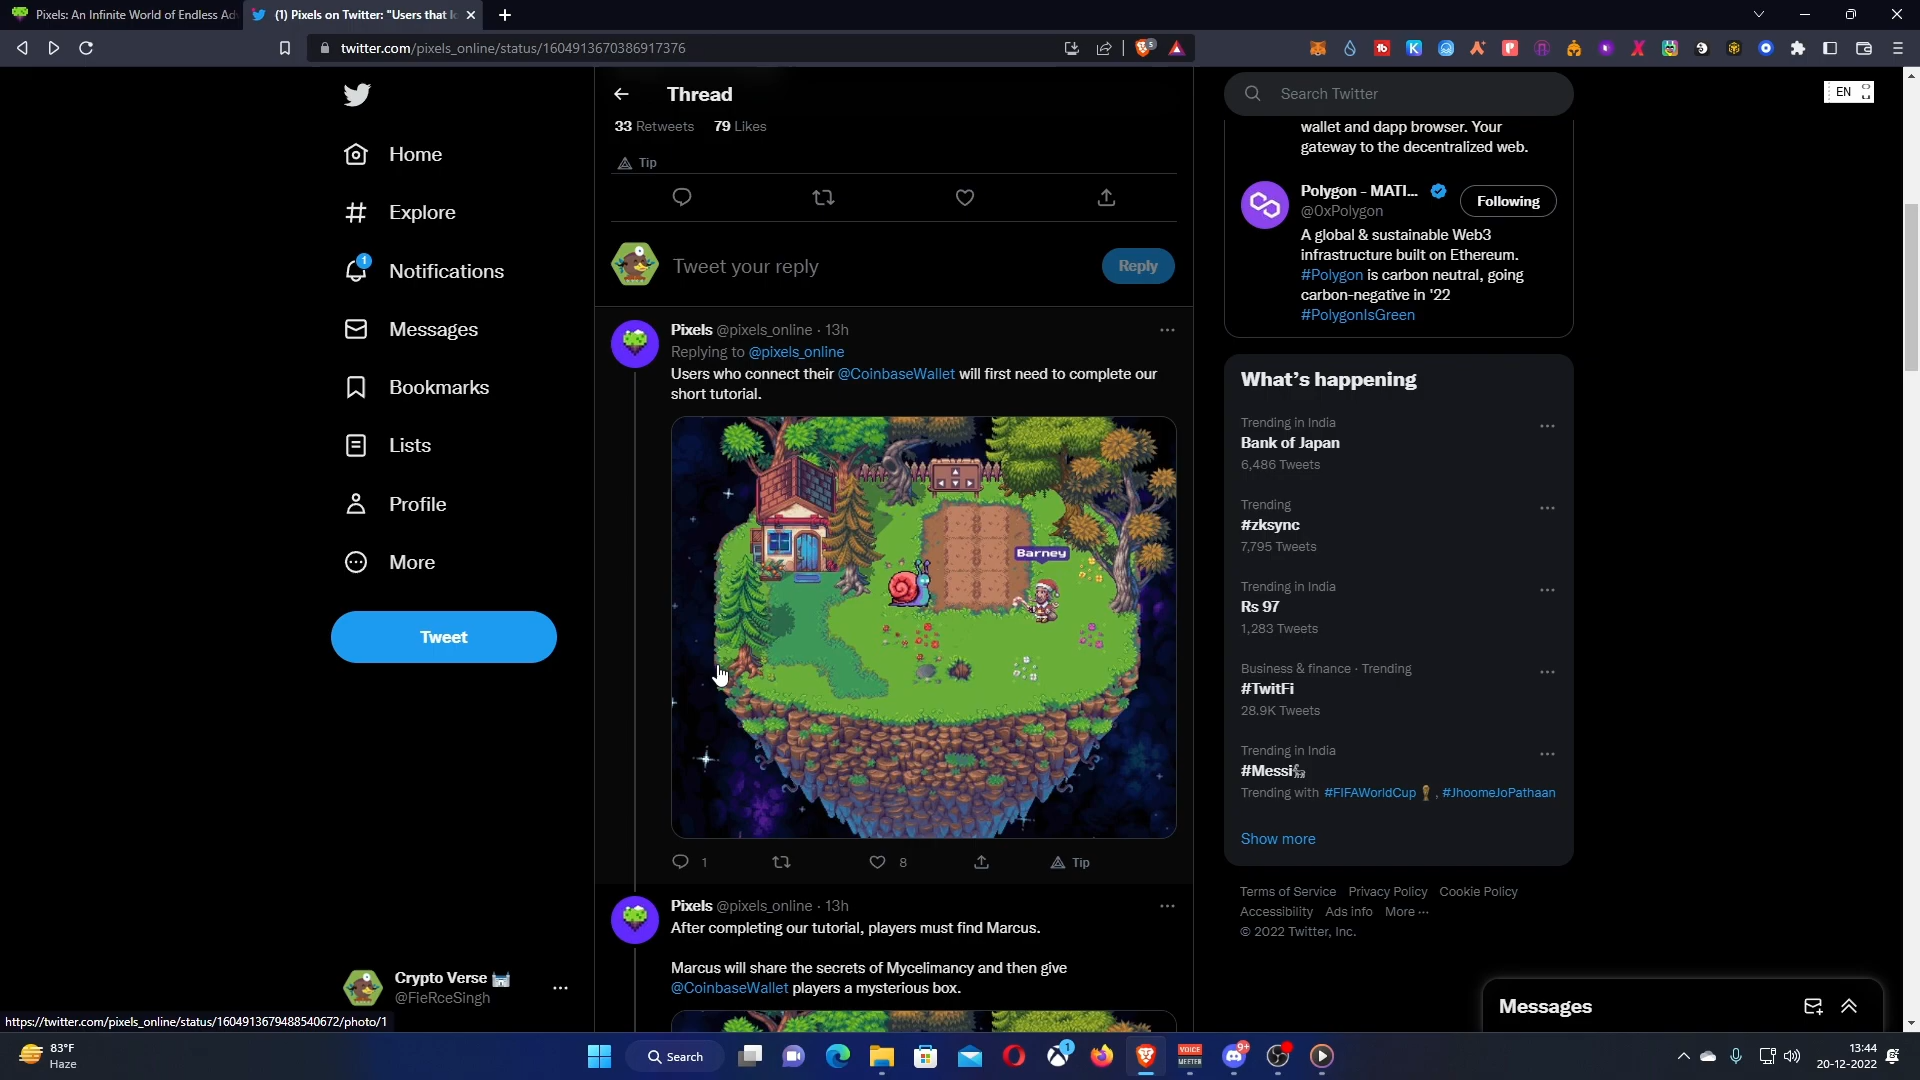 Pixels: An Infinite World of Endless Ad
(1) Pixels on Twitter: "Users that lo
twitter.com/pixels_online/status/1604913670386917376
5
EN
Home
Explore
1
Notifications
Messages
Bookmarks
Lists
Profile
More
Tweet
Crypto Verse
@FieRceSingh
Thread
33 Retweets 79 Likes
Tip
Tweet your reply
Reply
Pixels @pixels_online · 13h
Replying to @pixels_online
Users who connect their @CoinbaseWallet will first need to complete our
short tutorial.
Barney
1
8
Tip
Pixels @pixels_online · 13h
After completing our tutorial, players must find Marcus.
Marcus will share the secrets of Mycelimancy and then give
@CoinbaseWallet players a mysterious box.
Search Twitter
wallet and dapp browser. Your
gateway to the decentralized web.
Polygon - MATI...
Following
@0xPolygon
A global & sustainable Web3
infrastructure built on Ethereum.
#Polygon is carbon neutral, going
carbon-negative in '22
#PolygonIsGreen
What's happening
Trending in India
Bank of Japan
6,486 Tweets
Trending
#zksync
7,795 Tweets
Trending in India
Rs 97
1,283 Tweets
Business & finance · Trending
#TwitFi
28.9K Tweets
Trending in India
#Messi
Trending with #FIFAWorldCup , #JhoomeJoPathaan
Show more
Terms of Service Privacy Policy Cookie Policy
Accessibility Ads info More ...
© 2022 Twitter, Inc.
Messages
https://twitter.com/pixels_online/status/1604913679488540672/photo/1
83°F
Haze
Search
1
VOICE
MEETER
9+
13:44
20-12-2022